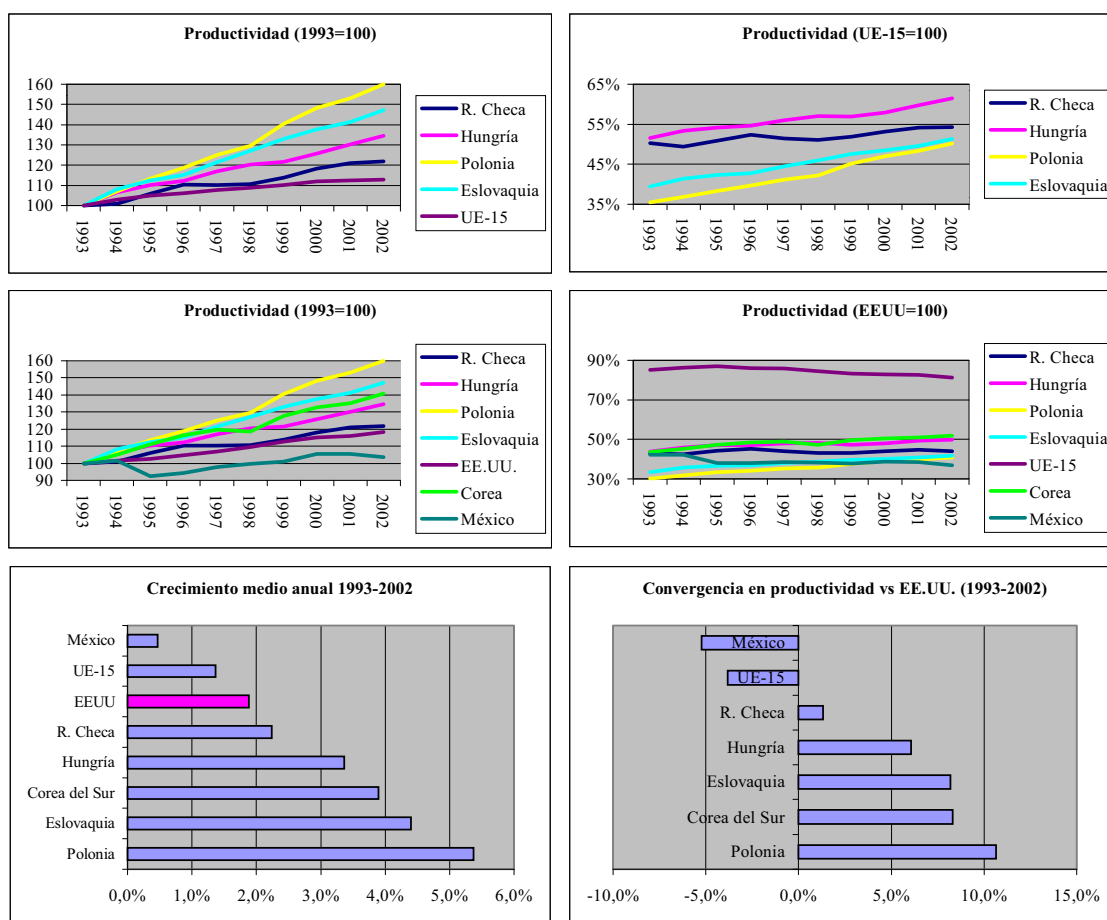 Productividad (1993=100)
160
150
140
130
120
110
100
1993
1994
1995
1996
1997
1998
1999
2000
2001
2002
R. Checa
Hungría
Polonia
Eslovaquia
UE-15
Productividad (UE-15=100)
65%
55%
45%
35%
1993
1994
1995
1996
1997
1998
1999
2000
2001
2002
R. Checa
Hungría
Polonia
Eslovaquia
Productividad (1993=100)
160
150
140
130
120
110
100
90
1993
1994
1995
1996
1997
1998
1999
2000
2001
2002
R. Checa
Hungría
Polonia
Eslovaquia
EE.UU.
Corea
México
Productividad (EEUU=100)
90%
70%
50%
30%
1993
1994
1995
1996
1997
1998
1999
2000
2001
2002
R. Checa
Hungría
Polonia
Eslovaquia
UE-15
Corea
México
Crecimiento medio anual 1993-2002
México
UE-15
EEUU
R. Checa
Hungría
Corea del Sur
Eslovaquia
Polonia
0,0% 1,0% 2,0% 3,0% 4,0% 5,0% 6,0%
Convergencia en productividad vs EE.UU. (1993-2002)
México
UE-15
R. Checa
Hungría
Eslovaquia
Corea del Sur
Polonia
-10,0% -5,0% 0,0% 5,0% 10,0% 15,0%